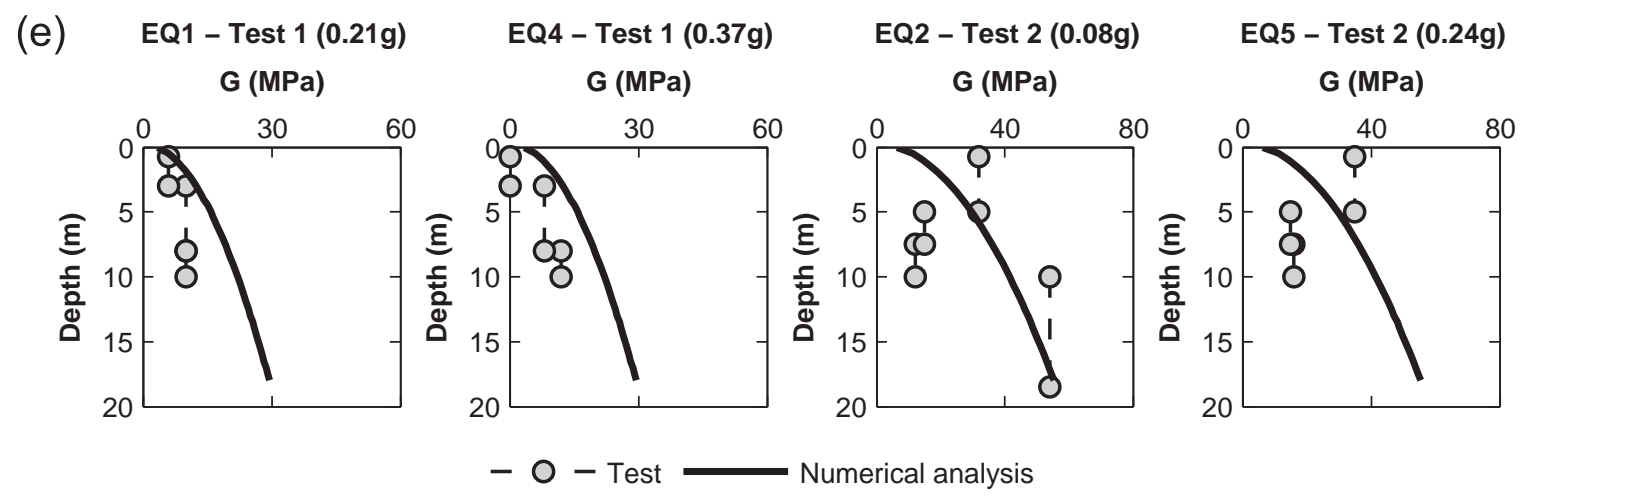 (e)
EQ1 – Test 1 (0.21g)
EQ4 – Test 1 (0.37g)
EQ2 – Test 2 (0.08g)
EQ5 – Test 2 (0.24g)
G (MPa)
G (MPa)
G (MPa)
G (MPa)
0 30 60
0 30 60
0 40 80
0 40 80
Depth (m)
0
5
10
15
20
Depth (m)
0
5
10
15
20
Depth (m)
0
5
10
15
20
Depth (m)
0
5
10
15
20
Test
Numerical analysis